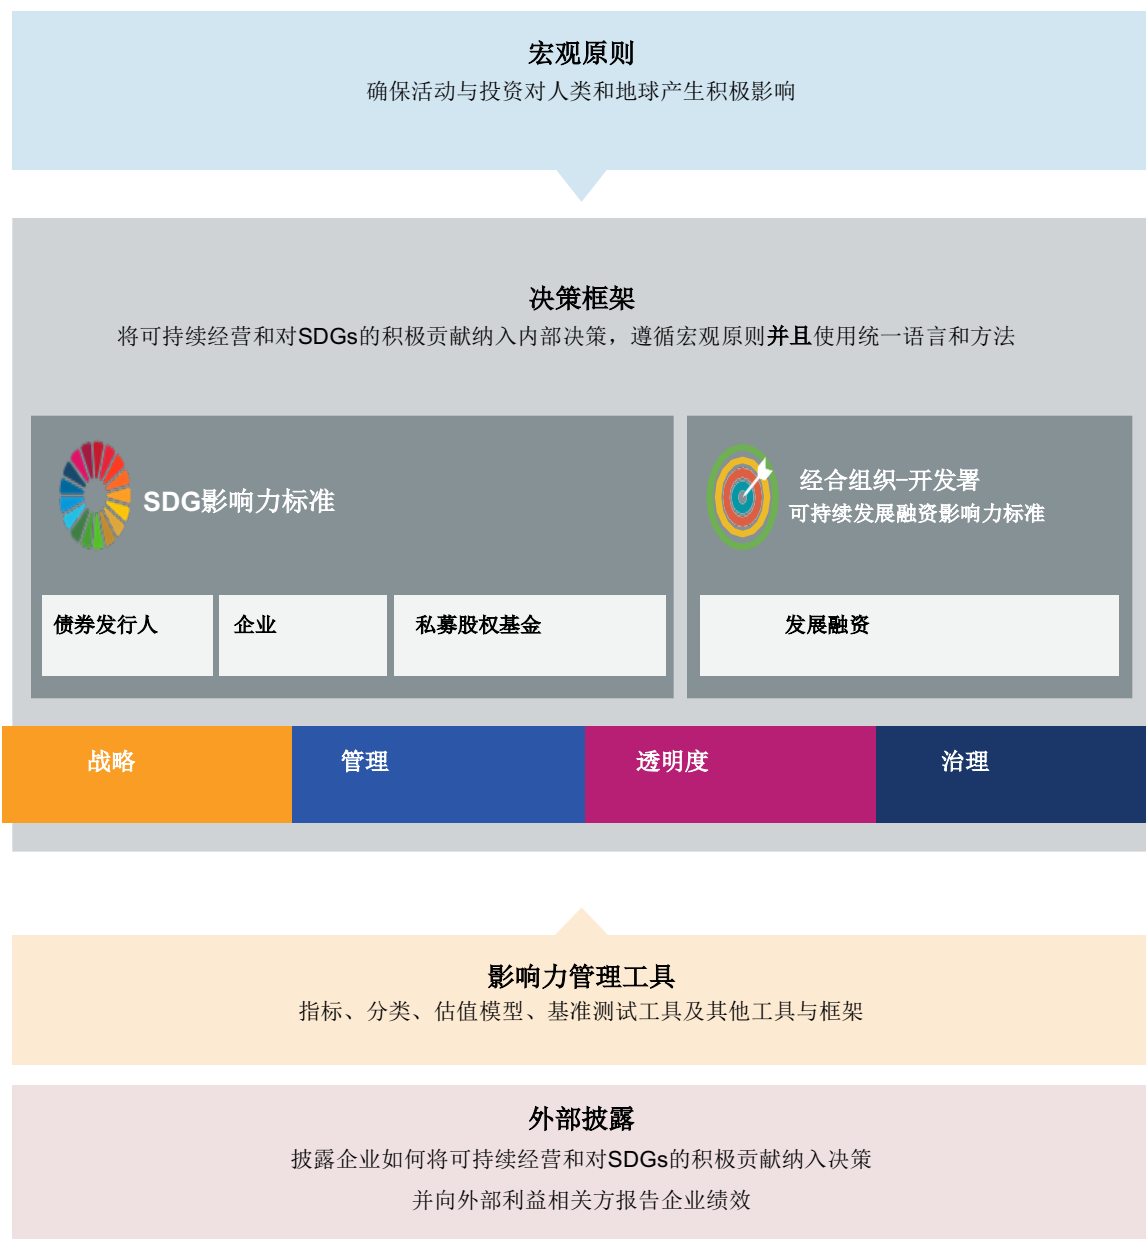 宏观原则
确保活动与投资对人类和地球产生积极影响
决策框架
将可持续经营和对SDGs的积极贡献纳入内部决策，遵循宏观原则并且使用统一语言和方法
SDG影响力标准
债券发行人
企业
私募股权基金
经合组织-开发署
可持续发展融资影响力标准
发展融资
战略
管理
透明度
治理
影响力管理工具
指标、分类、估值模型、基准测试工具及其他工具与框架
外部披露
披露企业如何将可持续经营和对SDGs的积极贡献纳入决策
并向外部利益相关方报告企业绩效